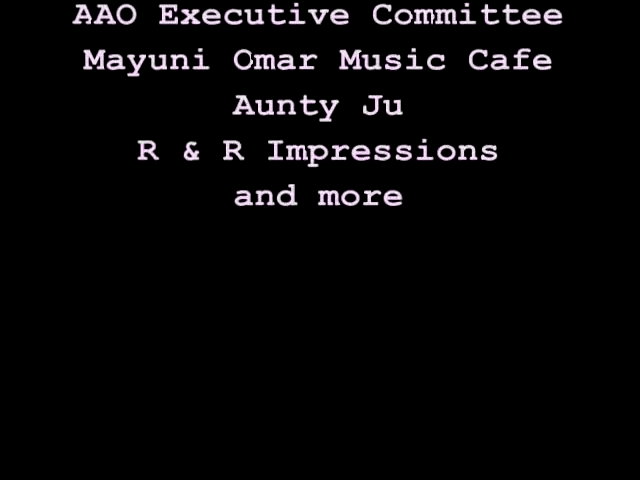 AAO Executive Committee
Mayuni Omar Music Cafe
Aunty Ju
R & R Impressions
and more